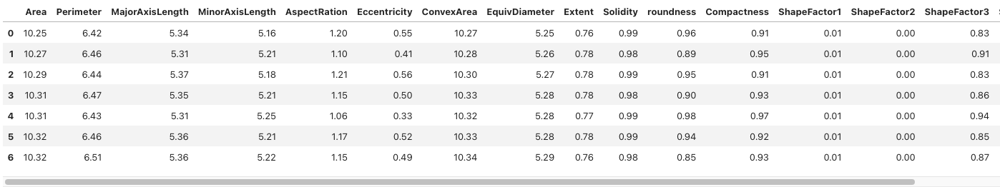 Area Perimeter MajorAxisLength MinorAxisLength AspectRation Eccentricity ConvexArea EquivDiameter Extent Solidity roundness Compactness ShapeFactor1 ShapeFactor2 ShapeFactor3
0 10.25 6.42 5.34 5.16 1.20 0.55 10.27 5.25 0.76 0.99 0.96 0.91 0.01 0.00 0.83
1 10.27 6.46 5.31 5.21 1.10 0.41 10.28 5.26 0.78 0.98 0.89 0.95 0.01 0.00 0.91
2 10.29 6.44 5.37 5.18 1.21 0.56 10.30 5.27 0.78 0.99 0.95 0.91 0.01 0.00 0.83
3 10.31 6.47 5.35 5.21 1.15 0.50 10.33 5.28 0.78 0.98 0.90 0.93 0.01 0.00 0.86
4 10.31 6.43 5.31 5.25 1.06 0.33 10.32 5.28 0.77 0.99 0.98 0.97 0.01 0.00 0.94
5 10.32 6.46 5.36 5.21 1.17 0.52 10.33 5.28 0.78 0.99 0.94 0.92 0.01 0.00 0.85
6 10.32 6.51 5.36 5.22 1.15 0.49 10.34 5.29 0.76 0.98 0.85 0.93 0.01 0.00 0.87